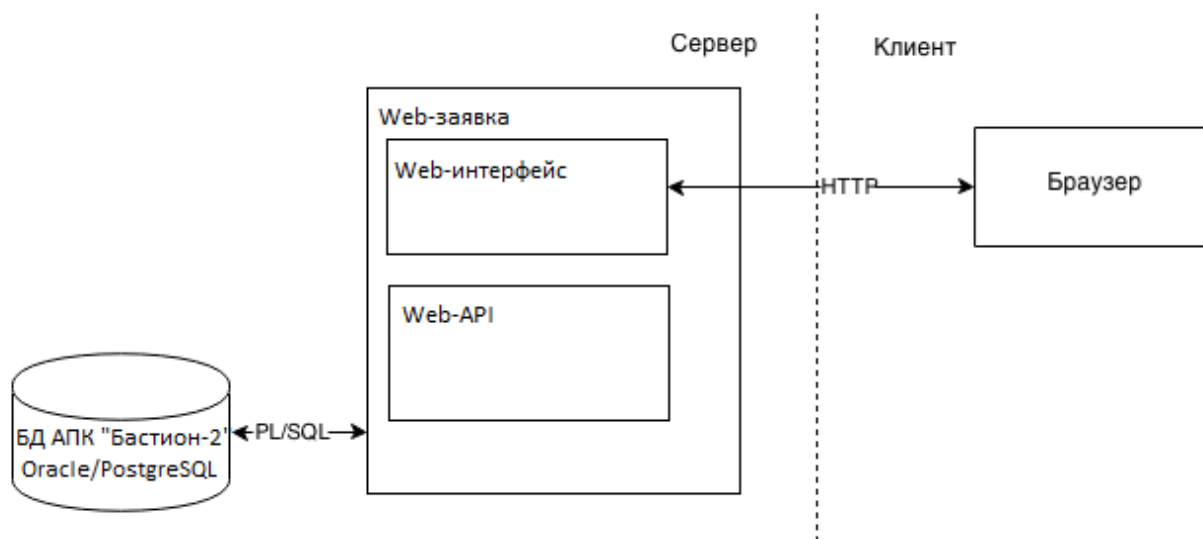 Сервер
Клиент
Web-заявка
Web-интерфейс
HTTP
Браузер
Web-API
БД АПК "Бастион-2"
PL/SQL
Oracle/PostgreSQL